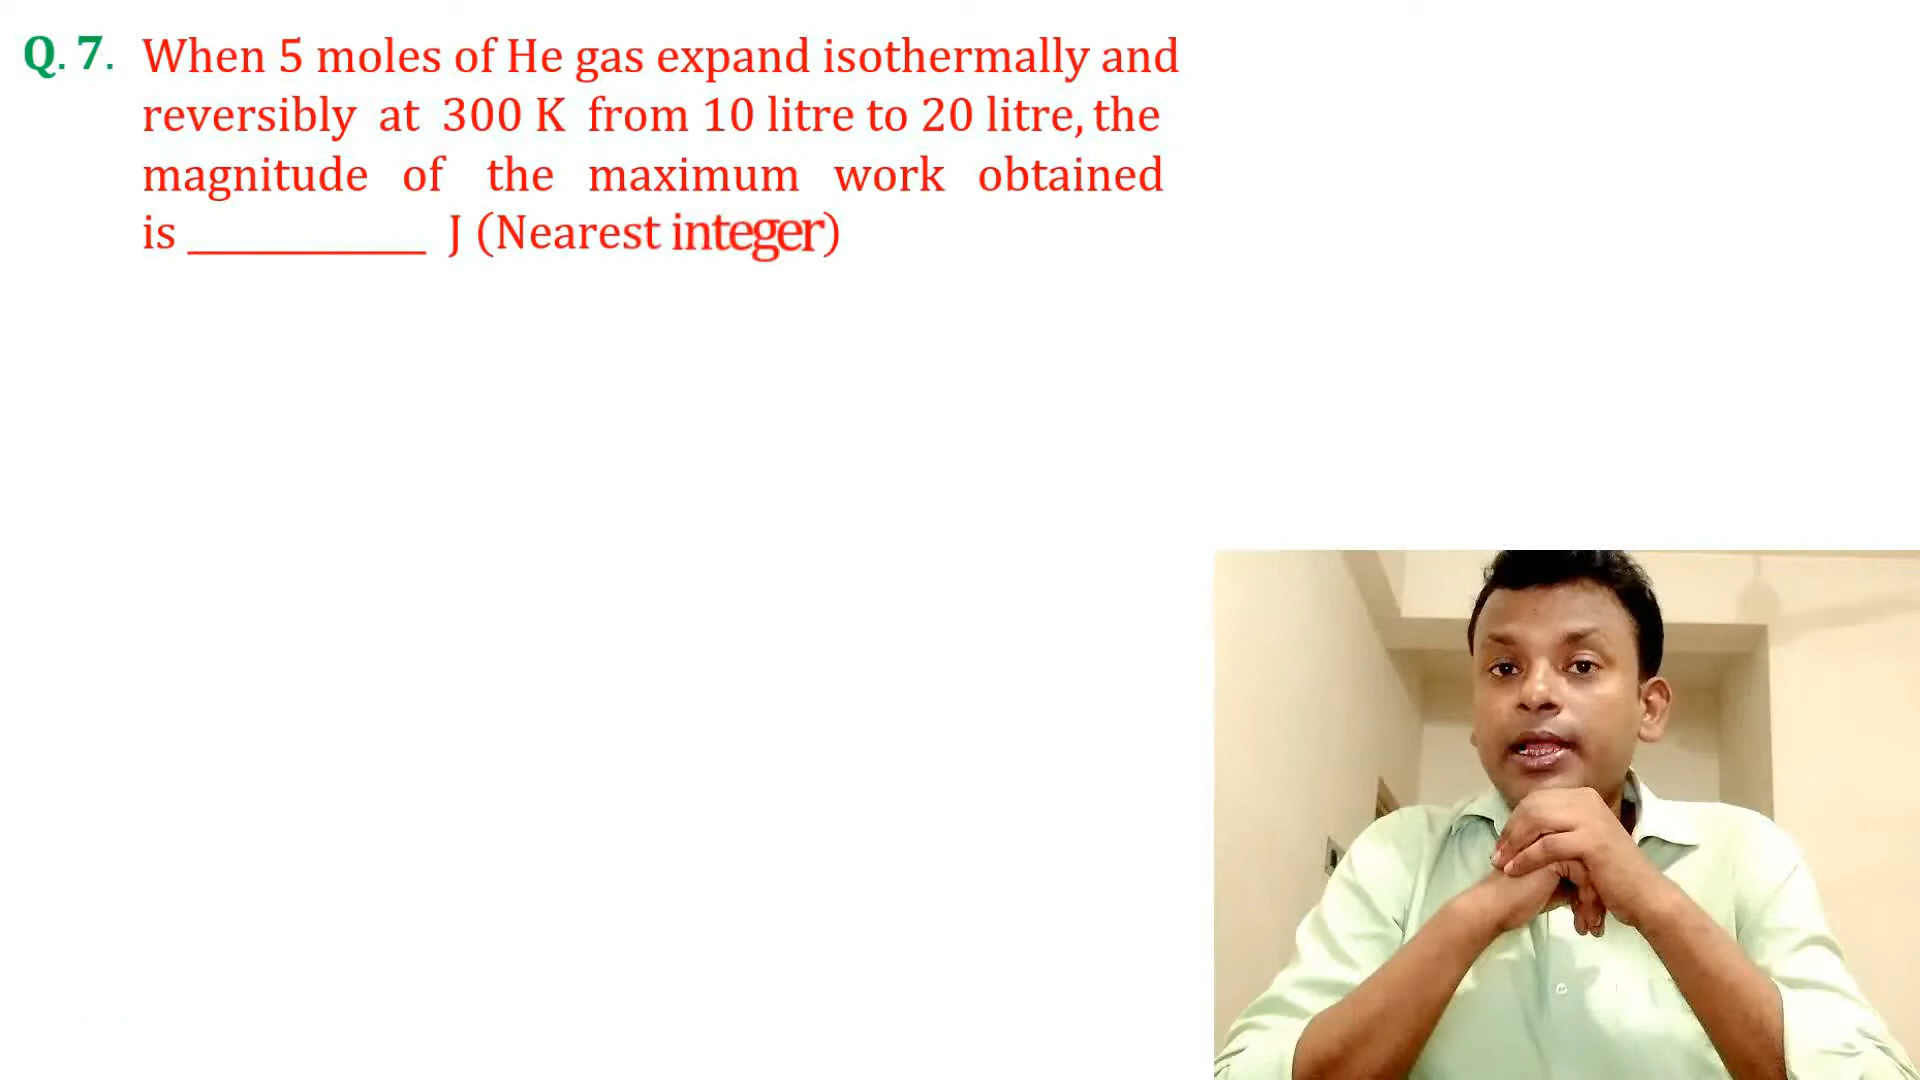 Q. 7. When 5 moles of He gas expand isothermally and
reversibly at 300 K from 10 litre to 20 litre, the
magnitude of the maximum work obtained
is ____________ J (Nearest integer)